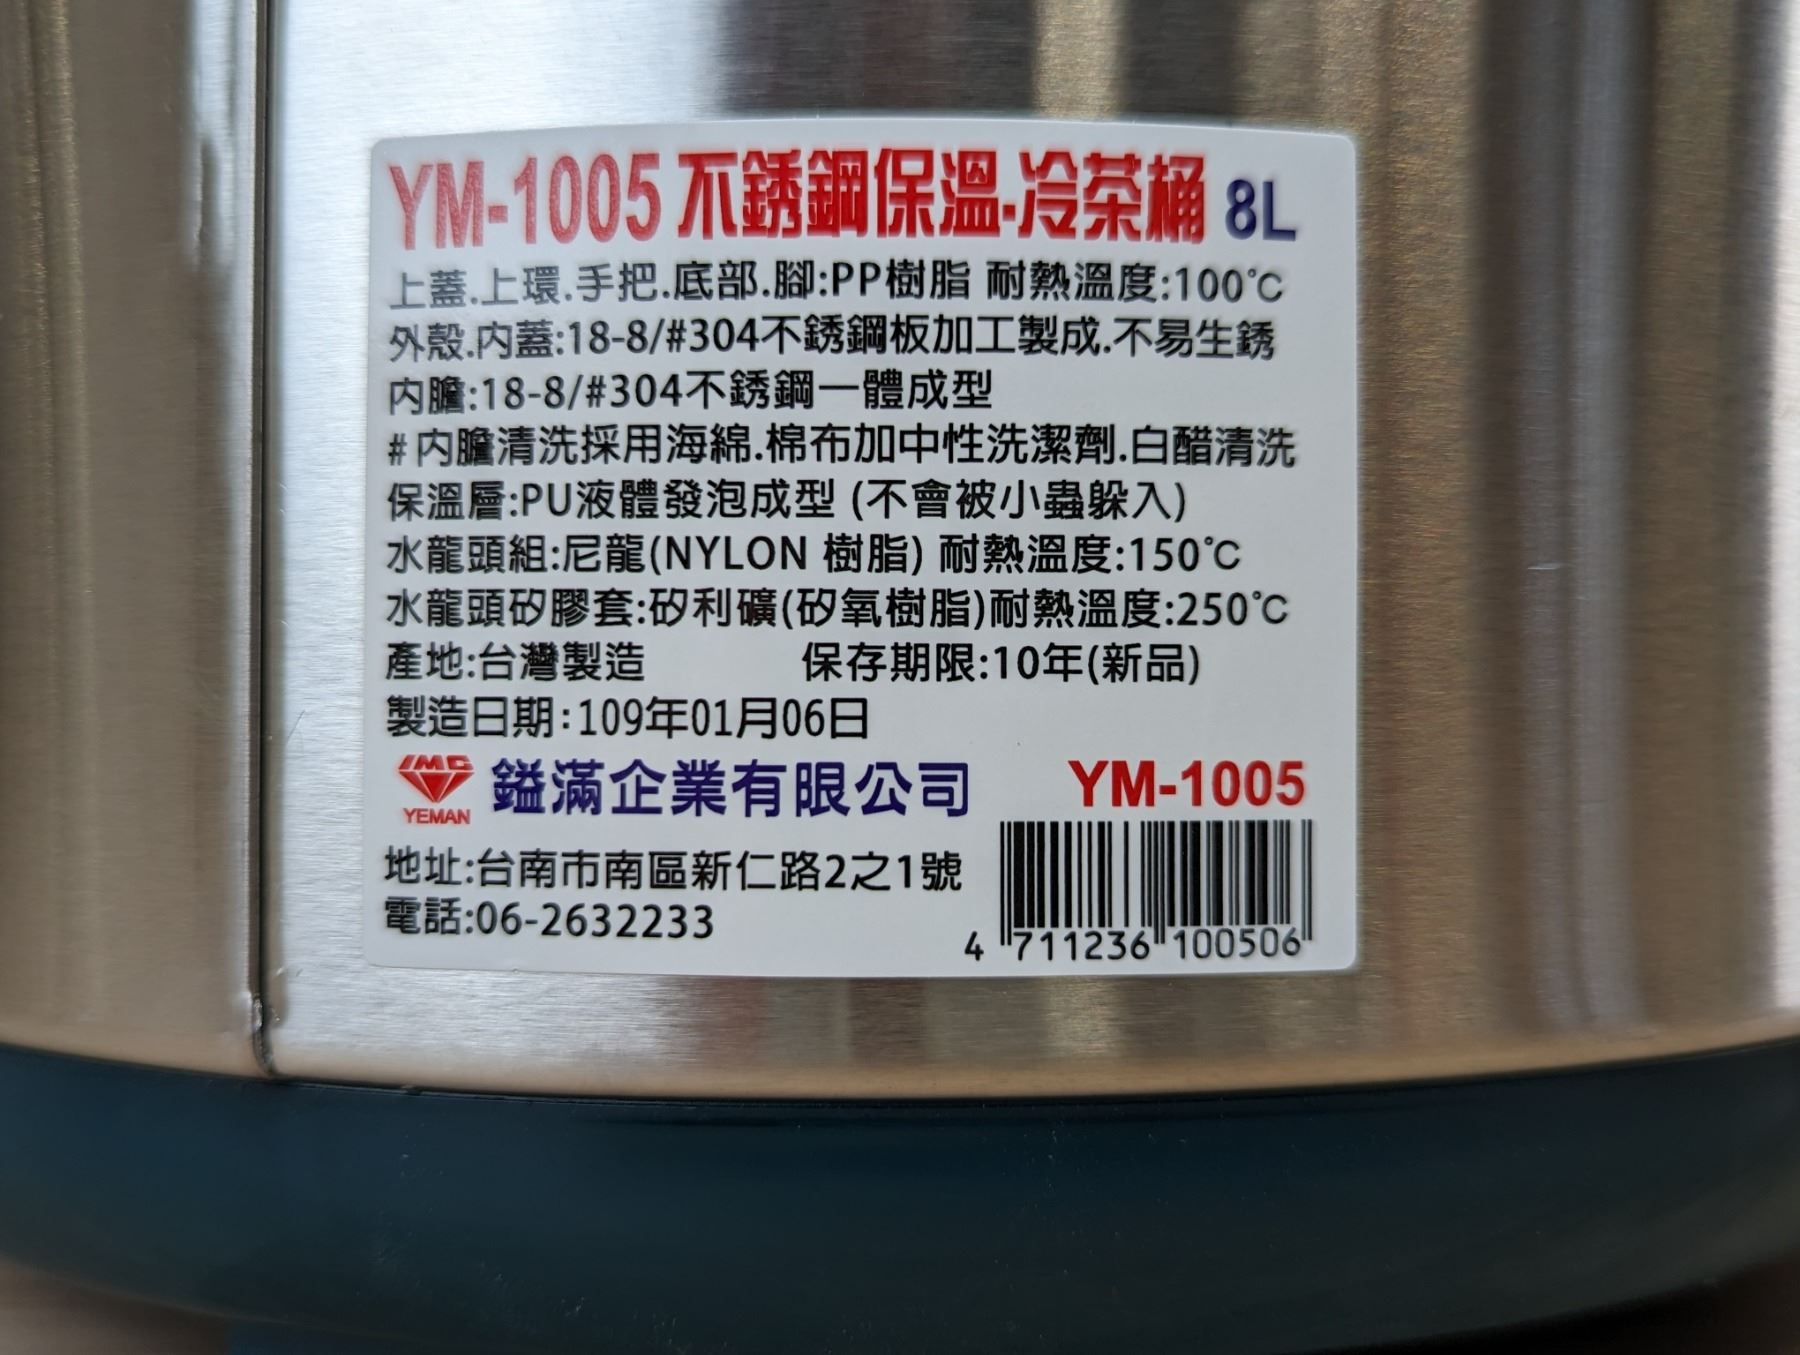 YM-1005 不銹鋼保溫.冷茶桶 8L
上蓋.上環.手把.底部.腳:PP樹脂 耐熱溫度:100℃
外殼.內蓋:18-8/#304不銹鋼板加工製成.不易生銹
內膽:18-8/#304不銹鋼一體成型
#內膽清洗採用海綿.棉布加中性洗潔劑.白醋清洗
保溫層:PU液體發泡成型 (不會被小蟲躲入)
水龍頭組:尼龍(NYLON 樹脂) 耐熱溫度:150℃
水龍頭矽膠套:矽利礦(矽氧樹脂)耐熱溫度:250℃
產地:台灣製造 保存期限:10年(新品)
製造日期:109年01月06日
YEMAN 鎰滿企業有限公司 YM-1005
地址:台南市南區新仁路2之1號
電話:06-2632233
4 711236 100506